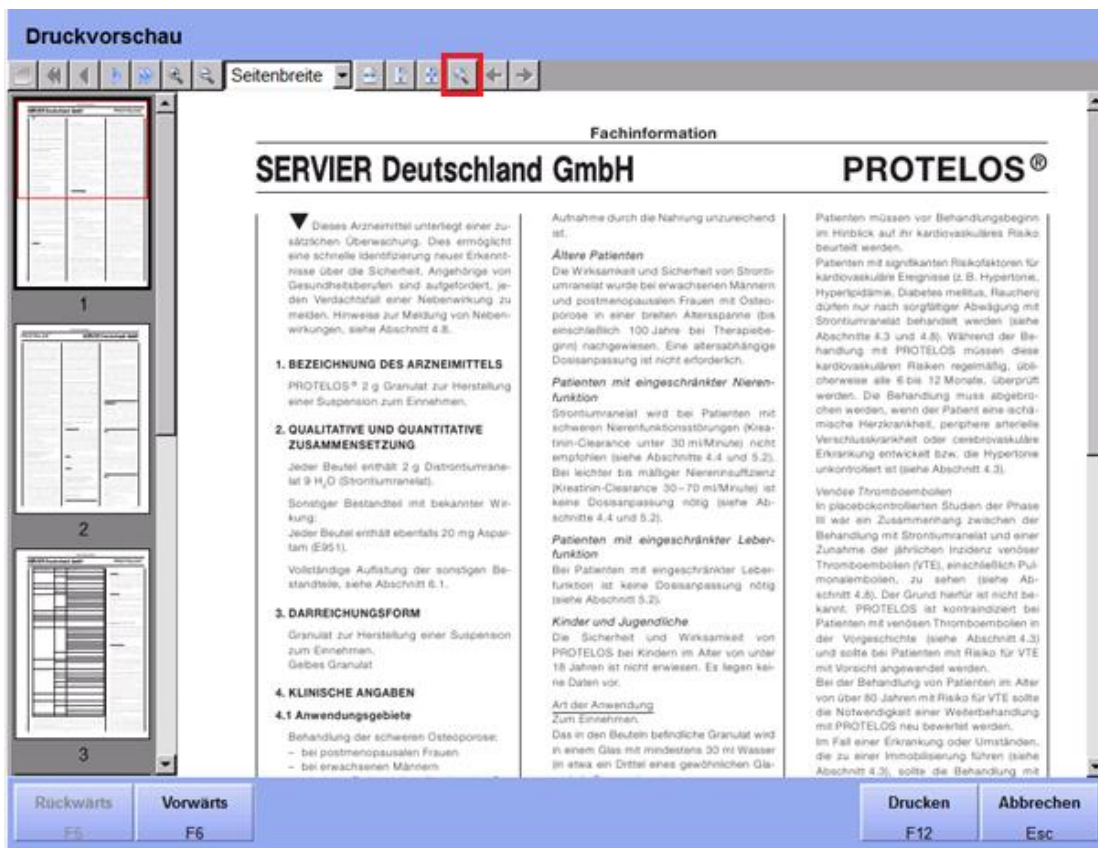 Druckvorschau
Seitenbreite
1
2
3
Fachinformation
SERVIER Deutschland GmbH
PROTELOS®
▼ Dieses Arzneimittel unterliegt einer zu-
sätzlichen Überwachung. Dies ermöglicht
eine schnelle Identifizierung neuer Erkennt-
nisse über die Sicherheit. Angehörige von
Gesundheitsberufen sind aufgefordert, je-
den Verdachtsfall einer Nebenwirkung zu
melden. Hinweise zur Meldung von Neben-
wirkungen, siehe Abschnitt 4.8.
1. BEZEICHNUNG DES ARZNEIMITTELS
PROTELOS® 2 g Granulat zur Herstellung
einer Suspension zum Einnehmen.
2. QUALITATIVE UND QUANTITATIVE
ZUSAMMENSETZUNG
Jeder Beutel enthält 2 g Distrontiumrane-
lat 9 H₂O (Strontiumranelat).
Sonstiger Bestandteil mit bekannter Wir-
kung:
Jeder Beutel enthält ebenfalls 20 mg Aspar-
tam (E951).
Vollständige Auflistung der sonstigen Be-
standteile, siehe Abschnitt 6.1.
3. DARREICHUNGSFORM
Granulat zur Herstellung einer Suspension
zum Einnehmen.
Gelbes Granulat
4. KLINISCHE ANGABEN
4.1 Anwendungsgebiete
Behandlung der schweren Osteoporose:
– bei postmenopausalen Frauen
– bei erwachsenen Männern
Aufnahme durch die Nahrung unzureichend
ist.
Ältere Patienten
Die Wirksamkeit und Sicherheit von Stronti-
umranelat wurde bei erwachsenen Männern
und postmenopausalen Frauen mit Osteo-
porose in einer breiten Altersspanne (bis
einschließlich 100 Jahre bei Therapiebe-
ginn) nachgewiesen. Eine altersabhängige
Dosisanpassung ist nicht erforderlich.
Patienten mit eingeschränkter Nieren-
funktion
Strontiumranelat wird bei Patienten mit
schweren Nierenfunktionsstörungen (Krea-
tinin-Clearance unter 30 ml/Minute) nicht
empfohlen (siehe Abschnitte 4.4 und 5.2).
Bei leichter bis mäßiger Niereninsuffizienz
(Kreatinin-Clearance 30–70 ml/Minute) ist
keine Dosisanpassung nötig (siehe Ab-
schnitte 4.4 und 5.2).
Patienten mit eingeschränkter Leber-
funktion
Bei Patienten mit eingeschränkter Leber-
funktion ist keine Dosisanpassung nötig
(siehe Abschnitt 5.2).
Kinder und Jugendliche
Die Sicherheit und Wirksamkeit von
PROTELOS bei Kindern im Alter von unter
18 Jahren ist nicht erwiesen. Es liegen kei-
ne Daten vor.
Art der Anwendung
Zum Einnehmen.
Das in den Beuteln befindliche Granulat wird
in einem Glas mit mindestens 30 ml Wasser
(in etwa ein Drittel eines gewöhnlichen Gla-
Patienten müssen vor Behandlungsbeginn
im Hinblick auf ihr kardiovaskuläres Risiko
beurteilt werden.
Patienten mit signifikanten Risikofaktoren für
kardiovaskuläre Ereignisse (z. B. Hypertonie,
Hyperlipidämie, Diabetes mellitus, Rauchen)
dürfen nur nach sorgfältiger Abwägung mit
Strontiumranelat behandelt werden (siehe
Abschnitte 4.3 und 4.8). Während der Be-
handlung mit PROTELOS müssen diese
kardiovaskulären Risiken regelmäßig, übli-
cherweise alle 6 bis 12 Monate, überprüft
werden. Die Behandlung muss abgebro-
chen werden, wenn der Patient eine ischä-
mische Herzkrankheit, periphere arterielle
Verschlusskrankheit oder cerebrovaskuläre
Erkrankung entwickelt bzw. die Hypertonie
unkontrolliert ist (siehe Abschnitt 4.3).
Venöse Thromboembolien
In placebokontrollierten Studien der Phase
III war ein Zusammenhang zwischen der
Behandlung mit Strontiumranelat und einer
Zunahme der jährlichen Inzidenz venöser
Thromboembolien (VTE), einschließlich Pul-
monalembolien, zu sehen (siehe Ab-
schnitt 4.8). Der Grund hierfür ist nicht be-
kannt. PROTELOS ist kontraindiziert bei
Patienten mit venösen Thromboembolien in
der Vorgeschichte (siehe Abschnitt 4.3)
und sollte bei Patienten mit Risiko für VTE
mit Vorsicht angewendet werden.
Bei der Behandlung von Patienten im Alter
von über 80 Jahren mit Risiko für VTE sollte
die Notwendigkeit einer Weiterbehandlung
mit PROTELOS neu bewertet werden.
Im Fall einer Erkrankung oder Umständen,
die zu einer Immobilisierung führen (siehe
Abschnitt 4.3), sollte die Behandlung mit
Rückwärts
F5
Vorwärts
F6
Drucken
F12
Abbrechen
Esc